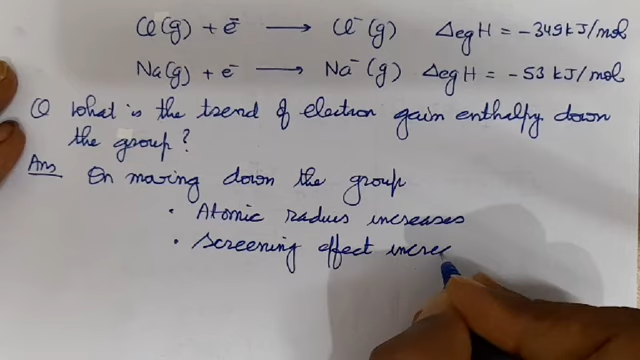 Cl(g) + e⁻ ⟶ Cl⁻(g) ΔegH = -349 kJ/mol
Na(g) + e⁻ ⟶ Na⁻(g) ΔegH = -53 kJ/mol
Q What is the trend of electron gain enthalpy down
the group?
Ans On moving down the group
• Atomic radius increases
• Screening effect increa